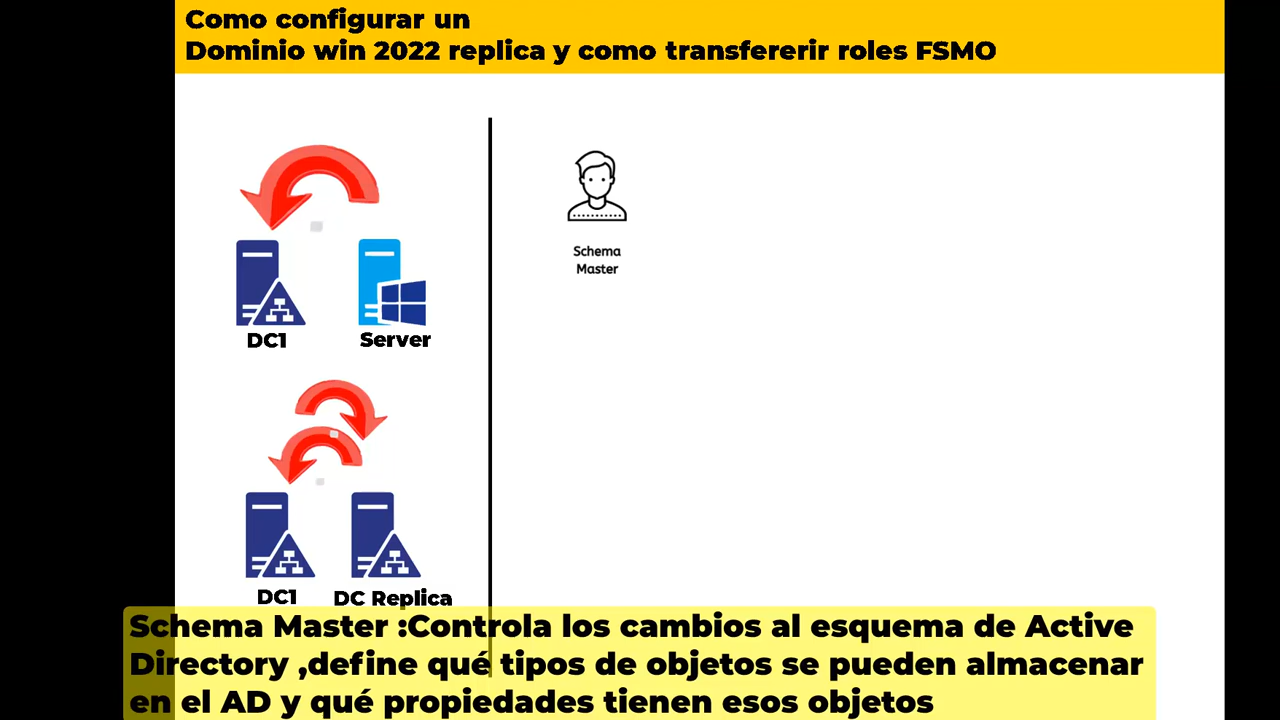 Como configurar un
Dominio win 2022 replica y como transfererir roles FSMO
Schema
Master
DC1
Server
DC1
DC Replica
Schema Master :Controla los cambios al esquema de Active
Directory ,define qué tipos de objetos se pueden almacenar
en el AD y qué propiedades tienen esos objetos